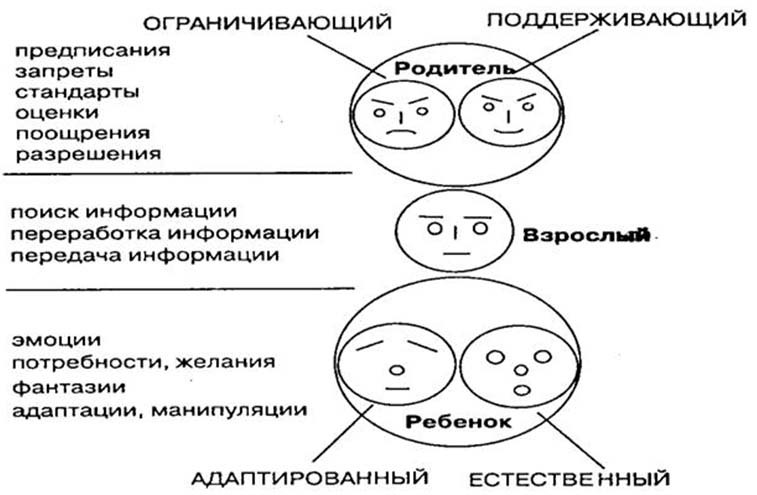 ОГРАНИЧИВАЮЩИЙ
ПОДДЕРЖИВАЮЩИЙ
предписания
запреты
стандарты
оценки
поощрения
разрешения
Родитель
поиск информации
переработка информации
передача информации
Взрослый
эмоции
потребности, желания
фантазии
адаптации, манипуляции
Ребенок
АДАПТИРОВАННЫЙ
ЕСТЕСТВЕННЫЙ